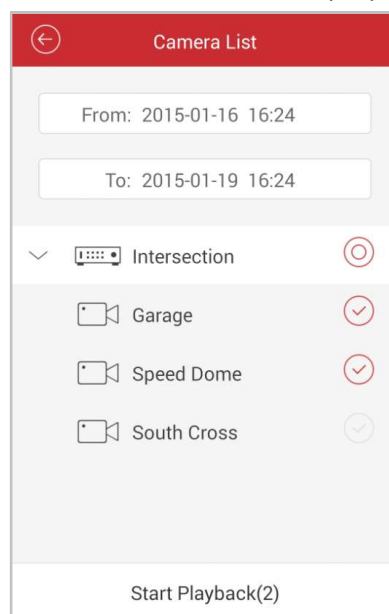 Camera List
From: 2015-01-16 16:24
To: 2015-01-19 16:24
Intersection
Garage
Speed Dome
South Cross
Start Playback(2)